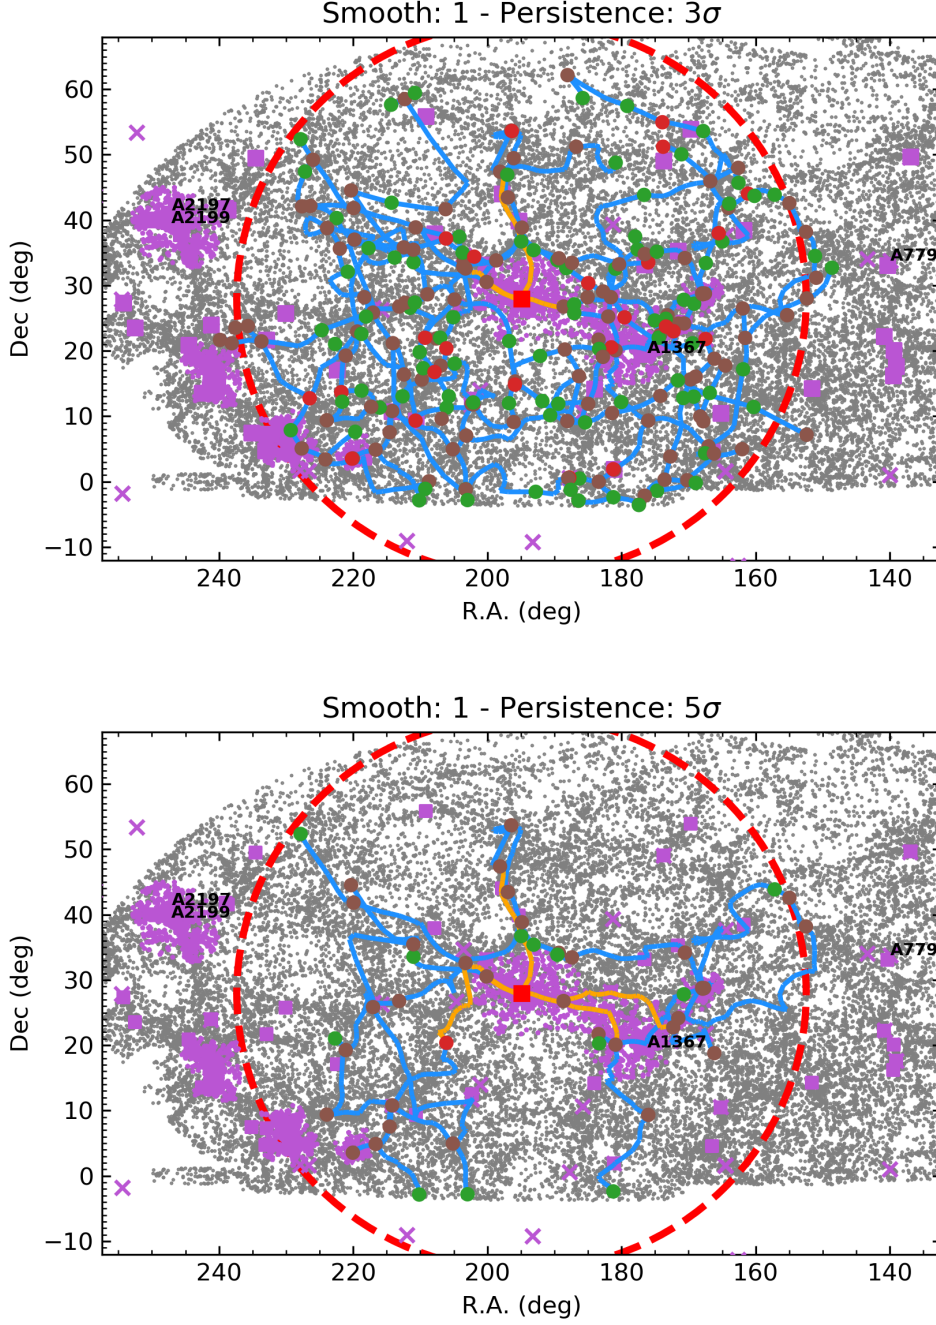 Smooth: 1 - Persistence: 3σ
60
50
40
30
20
10
0
−10
Dec (deg)
A2197
A2199
A779
A1367
240
220
200
180
160
140
R.A. (deg)
Smooth: 1 - Persistence: 5σ
60
50
40
30
20
10
0
−10
Dec (deg)
A2197
A2199
A779
A1367
240
220
200
180
160
140
R.A. (deg)